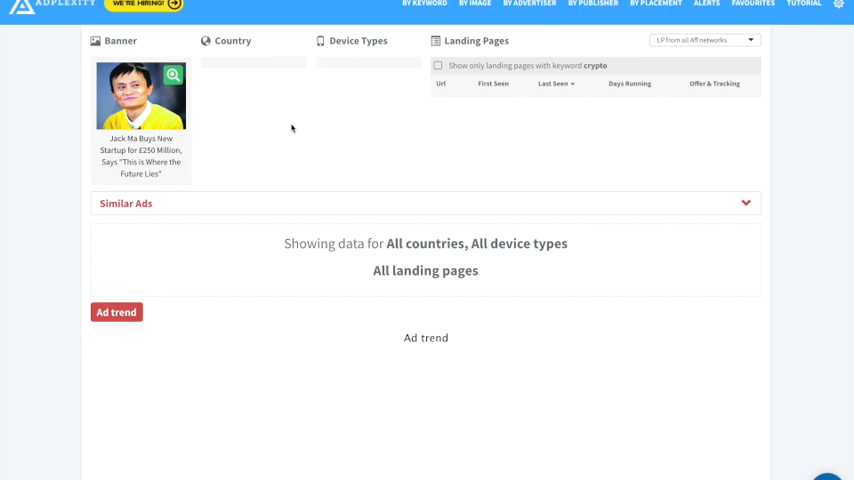 ADPLEXITY
WE'RE HIRING!
BY KEYWORD
BY IMAGE
BY ADVERTISER
BY PUBLISHER
BY PLACEMENT
ALERTS
FAVOURITES
TUTORIAL
Banner
Country
Device Types
Landing Pages
LP from all Aff networks
Show only landing pages with keyword crypto
Url
First Seen
Last Seen
Days Running
Offer & Tracking
Jack Ma Buys New
Startup for £250 Million,
Says "This is Where the
Future Lies"
Similar Ads
Showing data for All countries, All device types
All landing pages
Ad trend
Ad trend